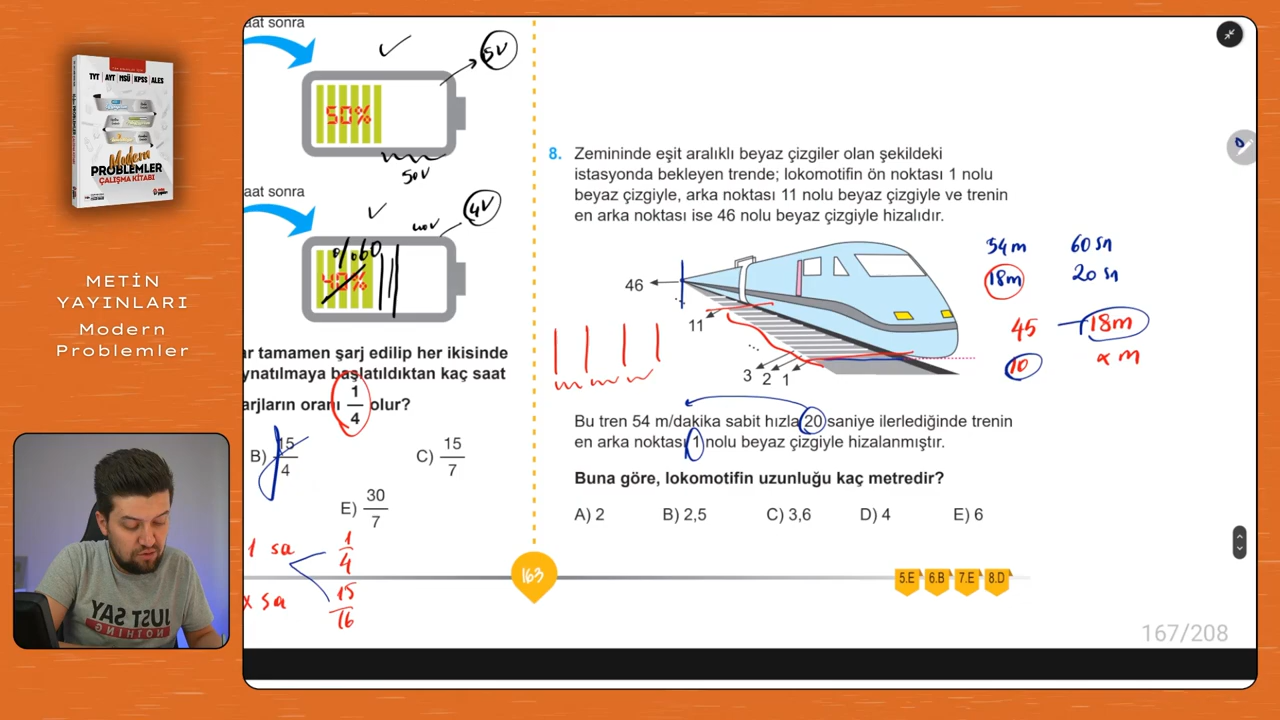 TYT AYT MSÜ KPSS ALES
Modern
PROBLEMLER
ÇALIŞMA KİTABI
METİN
YAYINLARI
Modern
Problemler
JUST SAY
NOTHING
aat sonra
50%
5V
50V
aat sonra
%60
40%
40V
4V
ar tamamen şarj edilip her ikisinde
ynatılmaya başlatıldıktan kaç saat
arjların oranı 1/4 olur?
B) 15/4
C) 15/7
E) 30/7
1 sa
1/4
x sa
15/16
8. Zemininde eşit aralıklı beyaz çizgiler olan şekildeki
istasyonda bekleyen trende; lokomotifin ön noktası 1 nolu
beyaz çizgiyle, arka noktası 11 nolu beyaz çizgiyle ve trenin
en arka noktası ise 46 nolu beyaz çizgiyle hizalıdır.
46
11
...
3 2 1
54 m 60 sn
18m 20 sn
45 18m
10 x m
Bu tren 54 m/dakika sabit hızla 20 saniye ilerlediğinde trenin
en arka noktası 1 nolu beyaz çizgiyle hizalanmıştır.
Buna göre, lokomotifin uzunluğu kaç metredir?
A) 2 B) 2,5 C) 3,6 D) 4 E) 6
163
5.E 6.B 7.E 8.D
167/208